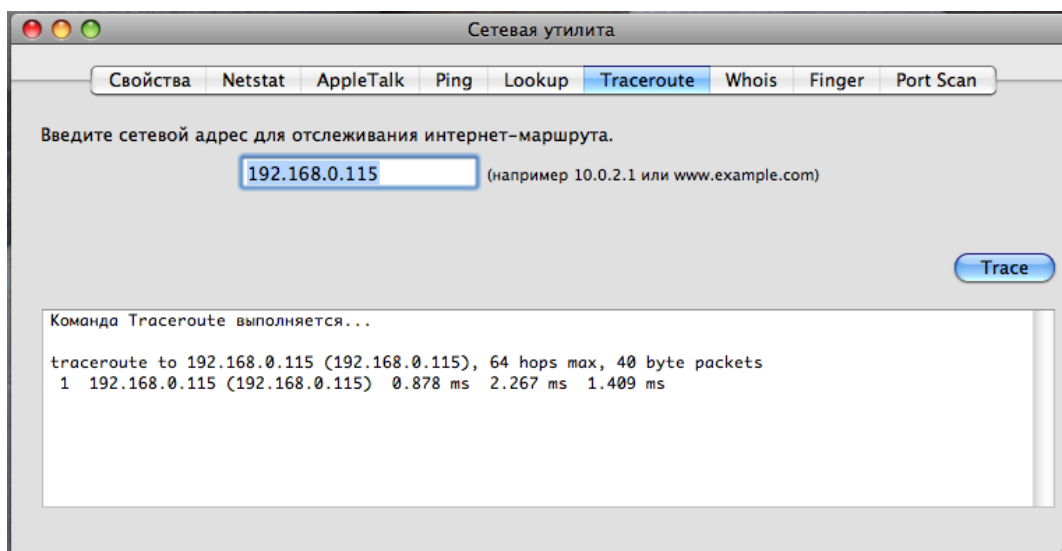 Сетевая утилита
Свойства Netstat AppleTalk Ping Lookup Traceroute Whois Finger Port Scan
Введите сетевой адрес для отслеживания интернет-маршрута.
192.168.0.115 (например 10.0.2.1 или www.example.com)
Trace
Команда Traceroute выполняется...
traceroute to 192.168.0.115 (192.168.0.115), 64 hops max, 40 byte packets
1 192.168.0.115 (192.168.0.115) 0.878 ms 2.267 ms 1.409 ms